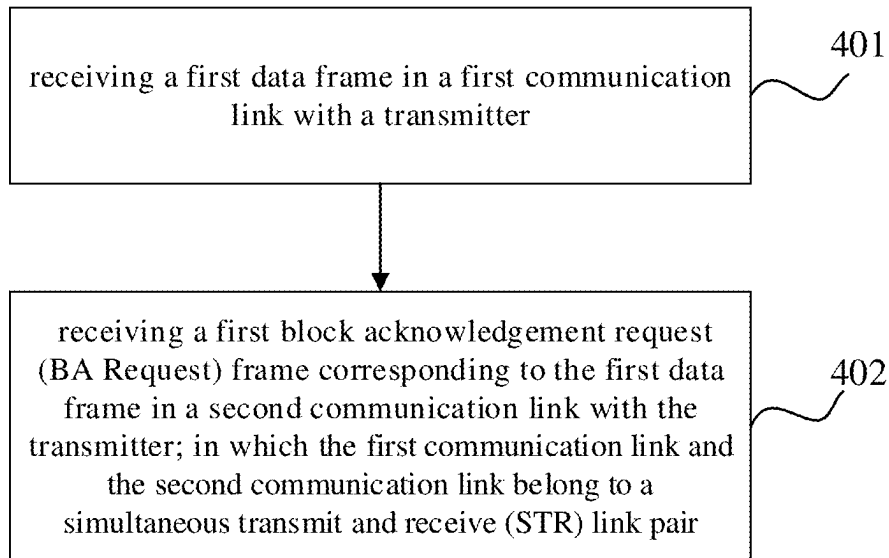 receiving a first data frame in a first communication
link with a transmitter
401
receiving a first block acknowledgement request
(BA Request) frame corresponding to the first data
frame in a second communication link with the
transmitter; in which the first communication link and
the second communication link belong to a
simultaneous transmit and receive (STR) link pair
402